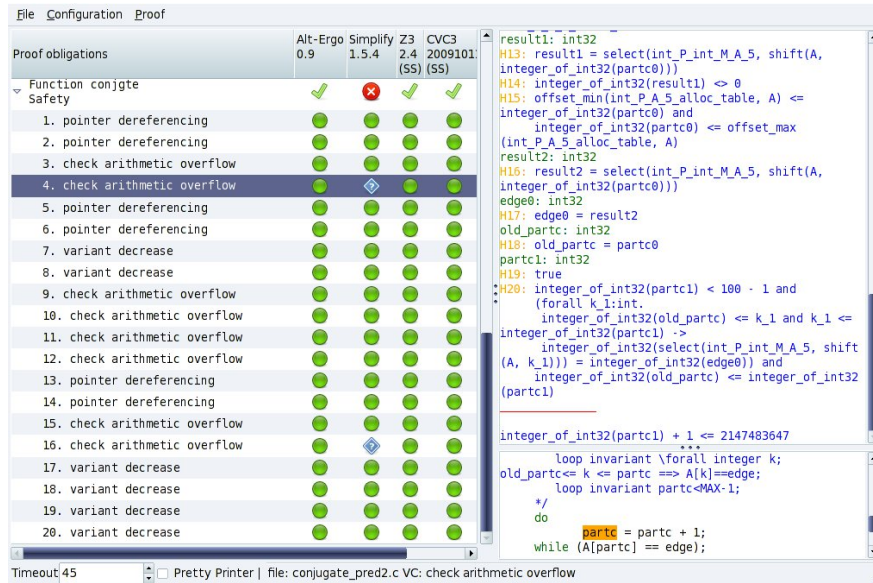 File Configuration Proof
Proof obligations
Alt-Ergo 0.9
Simplify 1.5.4
Z3 2.4 (SS)
CVC3 (SS)
Function conjgte
Safety
1. pointer dereferencing
2. pointer dereferencing
3. check arithmetic overflow
4. check arithmetic overflow
5. pointer dereferencing
6. pointer dereferencing
7. variant decrease
8. variant decrease
9. check arithmetic overflow
10. check arithmetic overflow
11. check arithmetic overflow
12. check arithmetic overflow
13. pointer dereferencing
14. pointer dereferencing
15. check arithmetic overflow
16. check arithmetic overflow
17. variant decrease
18. variant decrease
19. variant decrease
20. variant decrease
result1: int32
H13: result1 = select(int_P_int_M_A_5, shift(A,
integer_of_int32(partc0)))
H14: integer_of_int32(result1) <> 0
H15: offset_min(int_P_A_5_alloc_table, A) <=
integer_of_int32(partc0) and
integer_of_int32(partc0) <= offset_max
(int_P_A_5_alloc_table, A)
result2: int32
H16: result2 = select(int_P_int_M_A_5, shift(A,
integer_of_int32(partc0)))
edge0: int32
H17: edge0 = result2
old_partc: int32
H18: old_partc = partc0
partc1: int32
H19: true
H20: integer_of_int32(partc1) < 100 - 1 and
(forall k_1:int.
integer_of_int32(old_partc) <= k_1 and k_1 <=
integer_of_int32(partc1) ->
integer_of_int32(select(int_P_int_M_A_5, shift
(A, k_1))) = integer_of_int32(edge0)) and
integer_of_int32(old_partc) <= integer_of_int32
(partc1)
integer_of_int32(partc1) + 1 <= 2147483647
loop invariant \forall integer k;
old_partc<= k <= partc ==> A[k]==edge;
loop invariant partc<MAX-1;
*/
do
partc = partc + 1;
while (A[partc] == edge);
Timeout 45 Pretty Printer | file: conjugate_pred2.c VC: check arithmetic overflow